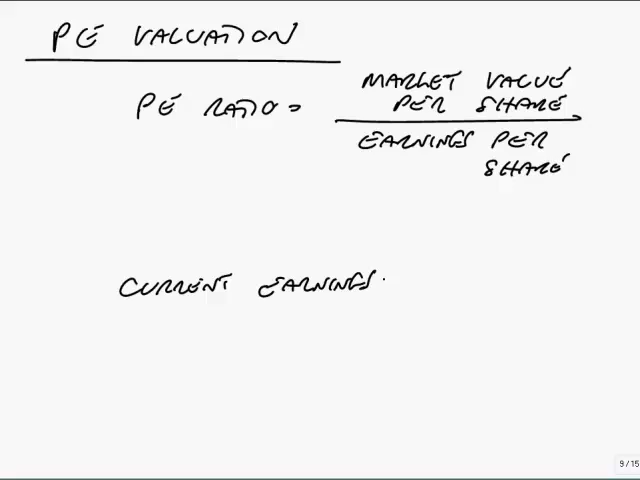 PE VALUATION
PE RATIO =
MARKET VALUE
PER SHARE
EARNINGS PER
SHARE
CURRENT EARNINGS
9 / 15